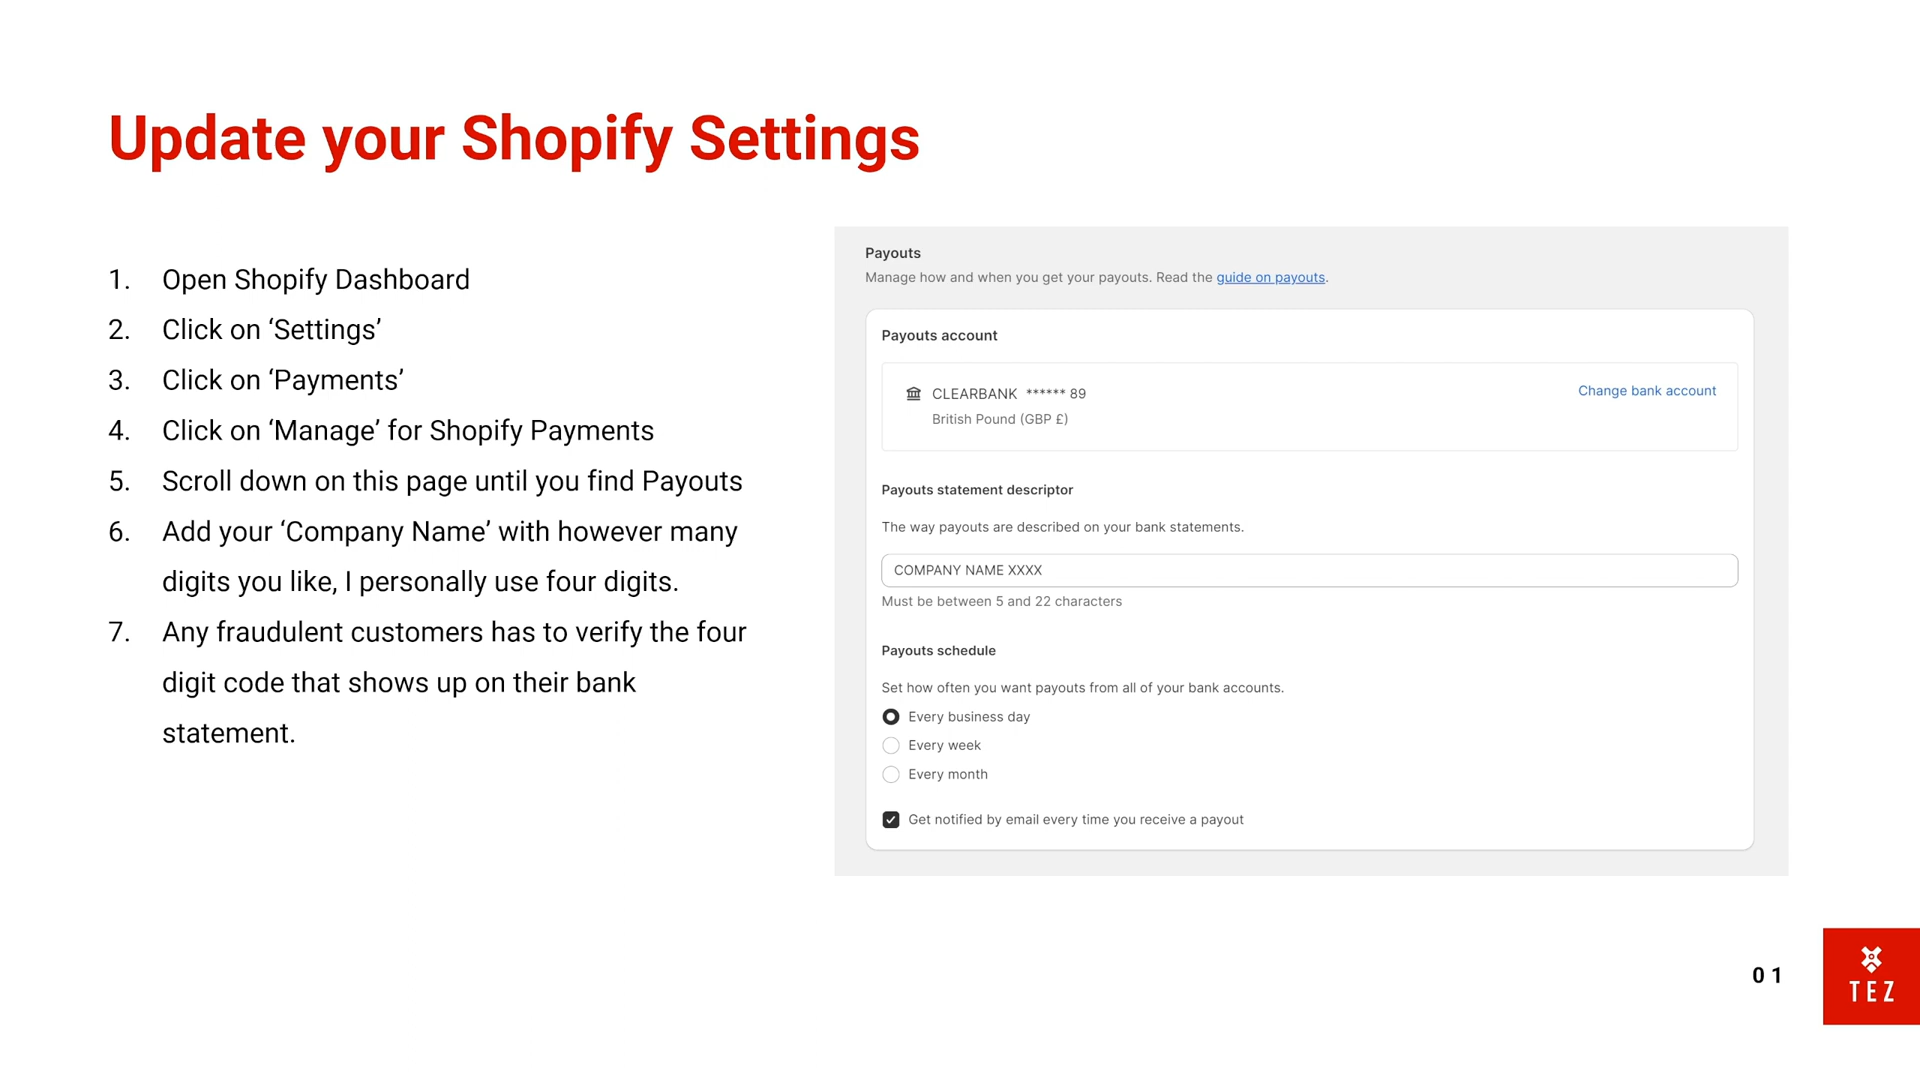 Update your Shopify Settings
1. Open Shopify Dashboard
2. Click on ‘Settings’
3. Click on ‘Payments’
4. Click on ‘Manage’ for Shopify Payments
5. Scroll down on this page until you find Payouts
6. Add your ‘Company Name’ with however many
digits you like, I personally use four digits.
7. Any fraudulent customers has to verify the four
digit code that shows up on their bank
statement.
Payouts
Manage how and when you get your payouts. Read the guide on payouts.
Payouts account
CLEARBANK ****** 89
Change bank account
British Pound (GBP £)
Payouts statement descriptor
The way payouts are described on your bank statements.
COMPANY NAME XXXX
Must be between 5 and 22 characters
Payouts schedule
Set how often you want payouts from all of your bank accounts.
Every business day
Every week
Every month
Get notified by email every time you receive a payout
01
TEZ